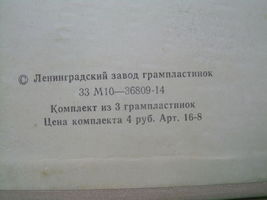 © Ленинградский завод грампластинок
33 М10—36809-14
Комплект из 3 грампластинок
Цена комплекта 4 руб. Арт. 16-8